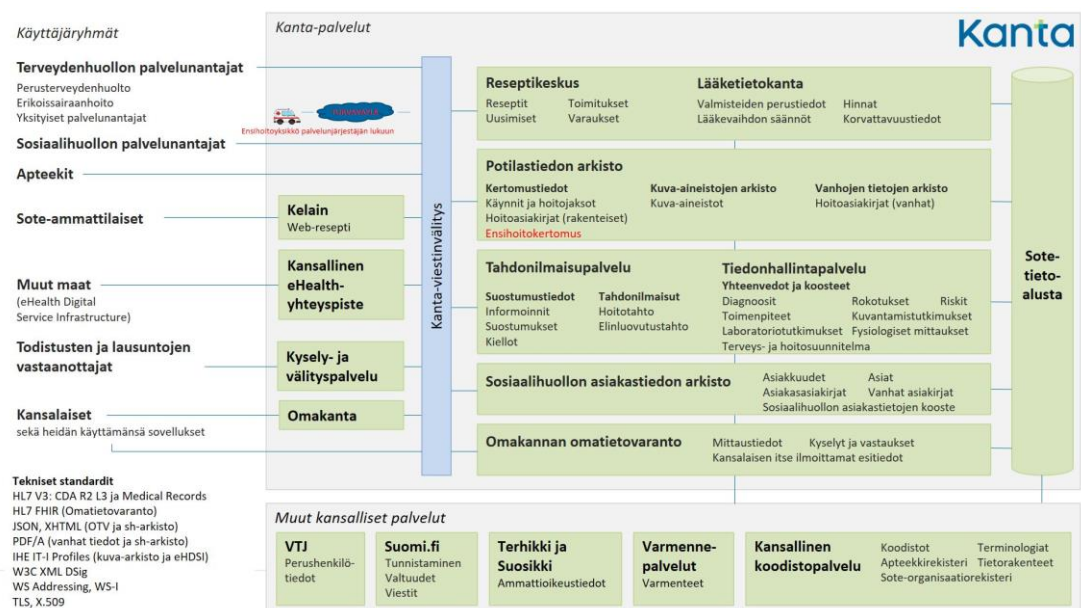 Käyttäjäryhmät
Terveydenhuollon palvelunantajat
Perusterveydenhuolto
Erikoissairaanhoito
Yksityiset palvelunantajat
Sosiaalihuollon palvelunantajat
Apteekit
Sote-ammattilaiset
Muut maat
(eHealth Digital
Service Infrastructure)
Todistusten ja lausuntojen
vastaanottajat
Kansalaiset
sekä heidän käyttämänsä sovellukset
Tekniset standardit
HL7 V3: CDA R2 L3 ja Medical Records
HL7 FHIR (Omatietovaranto)
JSON, XHTML (OTV ja sh-arkisto)
PDF/A (vanhat tiedot ja sh-arkisto)
IHE IT-I Profiles (kuva-arkisto ja eHDSI)
W3C XML DSig
WS Addressing, WS-I
TLS, X.509
Kanta-palvelut
Kanta
Ensihoitoyksikkö palvelunjärjestäjän lukuun
Kelain
Web-resepti
Kansallinen
eHealth-
yhteyspiste
Kysely- ja
välityspalvelu
Omakanta
Kanta-viestinvälitys
Reseptikeskus
Reseptit Toimitukset
Uusimiset Varaukset
Lääketietokanta
Valmisteiden perustiedot Hinnat
Lääkevaihdon säännöt Korvattavuustiedot
Potilastiedon arkisto
Kertomustiedot
Käynnit ja hoitojaksot
Hoitoasiakirjat (rakenteiset)
Ensihoitokertomus
Kuva-aineistojen arkisto
Kuva-aineistot
Vanhojen tietojen arkisto
Hoitoasiakirjat (vanhat)
Tahdonilmaisupalvelu
Suostumustiedot
Informoinnit
Suostumukset
Kiellot
Tahdonilmaisut
Hoitotahto
Elinluovutustahto
Tiedonhallintapalvelu
Yhteenvedot ja koosteet
Diagnoosit Rokotukset Riskit
Toimenpiteet Kuvantamistutkimukset
Laboratoriotutkimukset Fysiologiset mittaukset
Terveys- ja hoitosuunnitelma
Sosiaalihuollon asiakastiedon arkisto
Asiakkuudet Asiat
Asiakasasiakirjat Vanhat asiakirjat
Sosiaalihuollon asiakastietojen kooste
Omakannan omatietovaranto
Mittaustiedot Kyselyt ja vastaukset
Kansalaisen itse ilmoittamat esitiedot
Sote-
tieto-
alusta
Muut kansalliset palvelut
VTJ
Perushenkilö-
tiedot
Suomi.fi
Tunnistaminen
Valtuudet
Viestit
Terhikki ja
Suosikki
Ammattioikeustiedot
Varmenne-
palvelut
Varmenteet
Kansallinen
koodistopalvelu
Koodistot Terminologiat
Apteekkirekisteri Tietorakenteet
Sote-organisaatiorekisteri